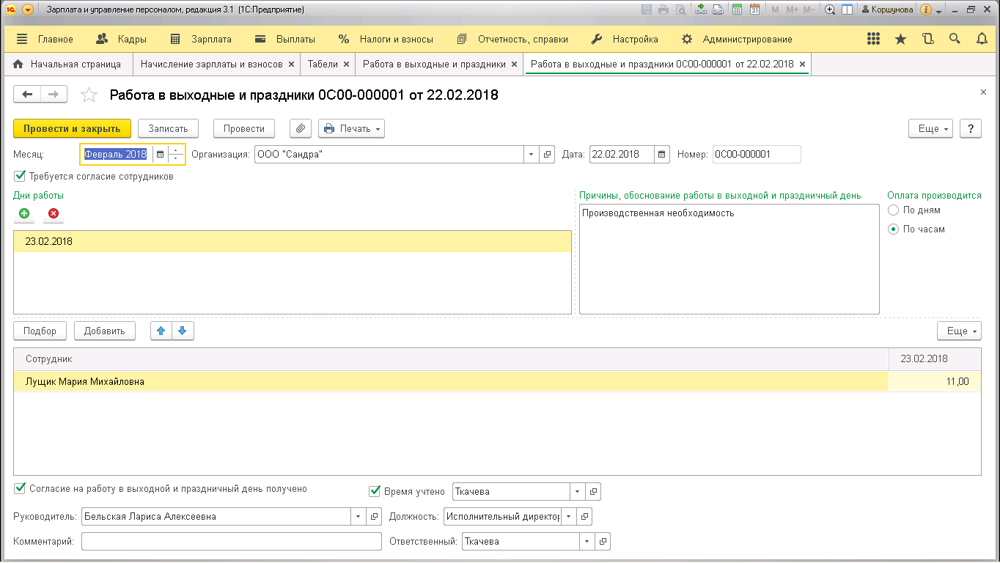 Зарплата и управление персоналом, редакция 3.1 (1С:Предприятие) M M+ M- Коршунова
Главное Кадры Зарплата Выплаты Налоги и взносы Отчетность, справки Настройка Администрирование
Начальная страница Начисление зарплаты и взносов Табели Работа в выходные и праздники Работа в выходные и праздники 0С00-000001 от 22.02.2018
Работа в выходные и праздники 0С00-000001 от 22.02.2018
Провести и закрыть Записать Провести Печать Еще ?
Месяц: Февраль 2018 Организация: ООО "Сандра" Дата: 22.02.2018 Номер: 0С00-000001
Требуется согласие сотрудников
Дни работы Причины, обоснование работы в выходной и праздничный день Оплата производится
Производственная необходимость По дням
По часам
23.02.2018
Подбор Добавить Еще
Сотрудник 23.02.2018
Лущик Мария Михайловна 11,00
Согласие на работу в выходной и праздничный день получено Время учтено Ткачева
Руководитель: Бельская Лариса Алексеевна Должность: Исполнительный директор
Комментарий: Ответственный: Ткачева